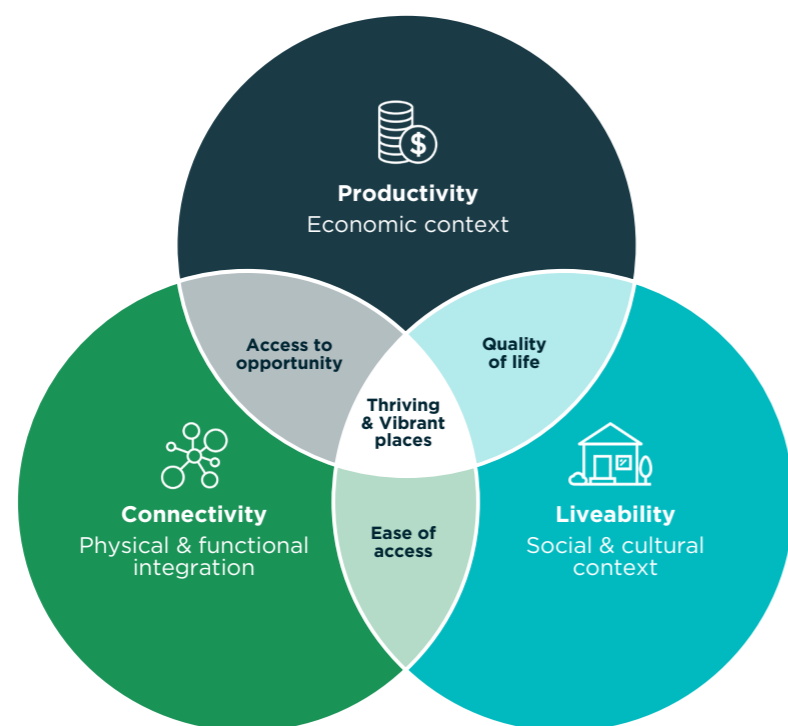 $
Productivity
Economic context
Access to
opportunity
Quality
of life
Thriving
& Vibrant
places
Connectivity
Physical & functional
integration
Ease of
access
Liveability
Social & cultural
context